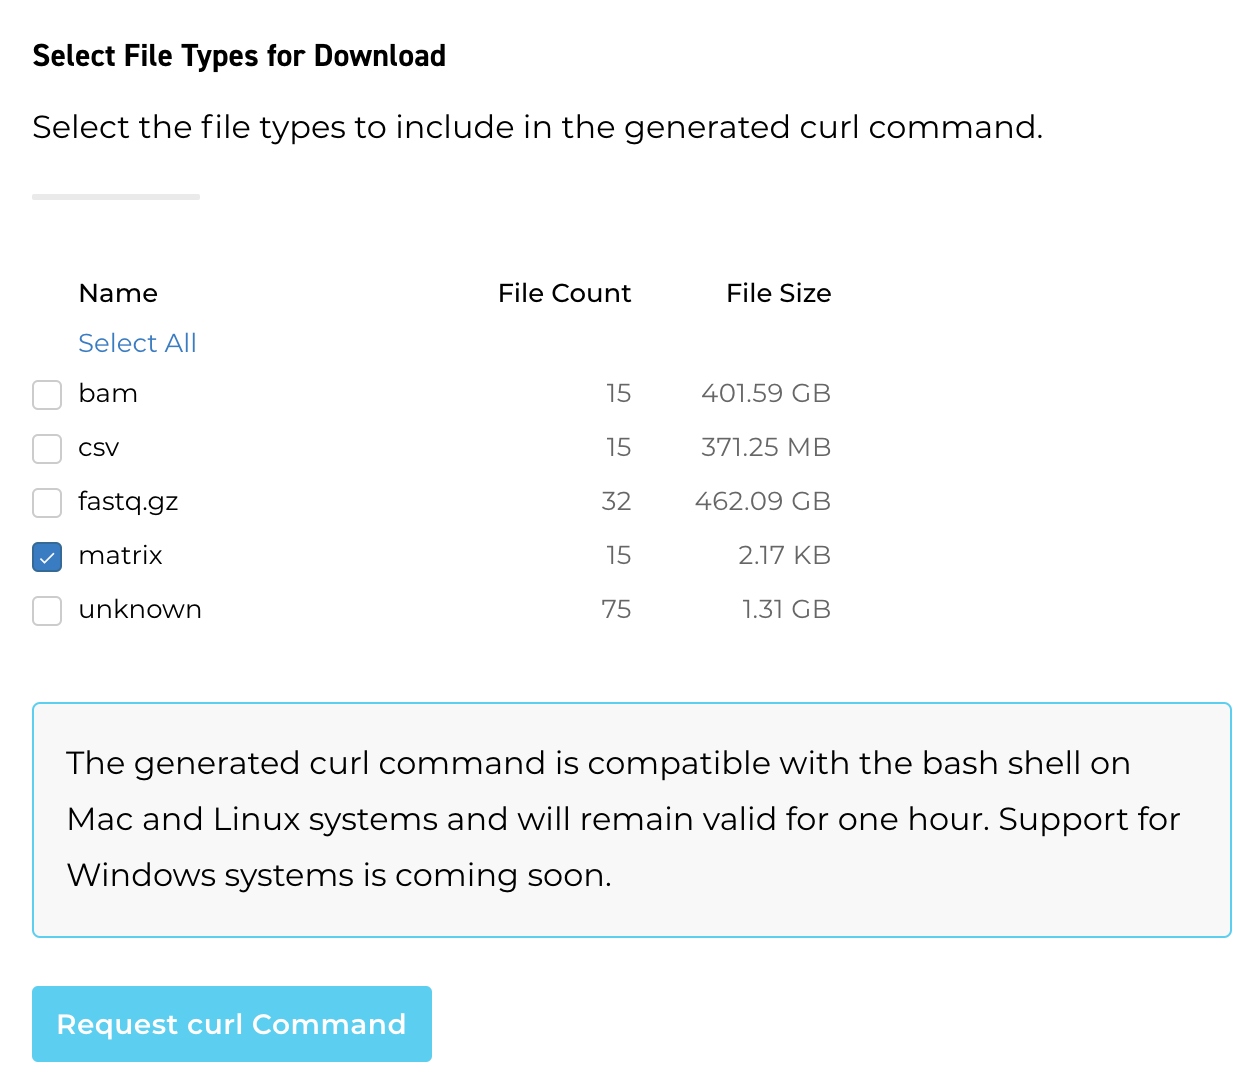 Select File Types for Download
Select the file types to include in the generated curl command.
Name File Count File Size
Select All
bam 15 401.59 GB
csv 15 371.25 MB
fastq.gz 32 462.09 GB
matrix 15 2.17 KB
unknown 75 1.31 GB
The generated curl command is compatible with the bash shell on
Mac and Linux systems and will remain valid for one hour. Support for
Windows systems is coming soon.
Request curl Command